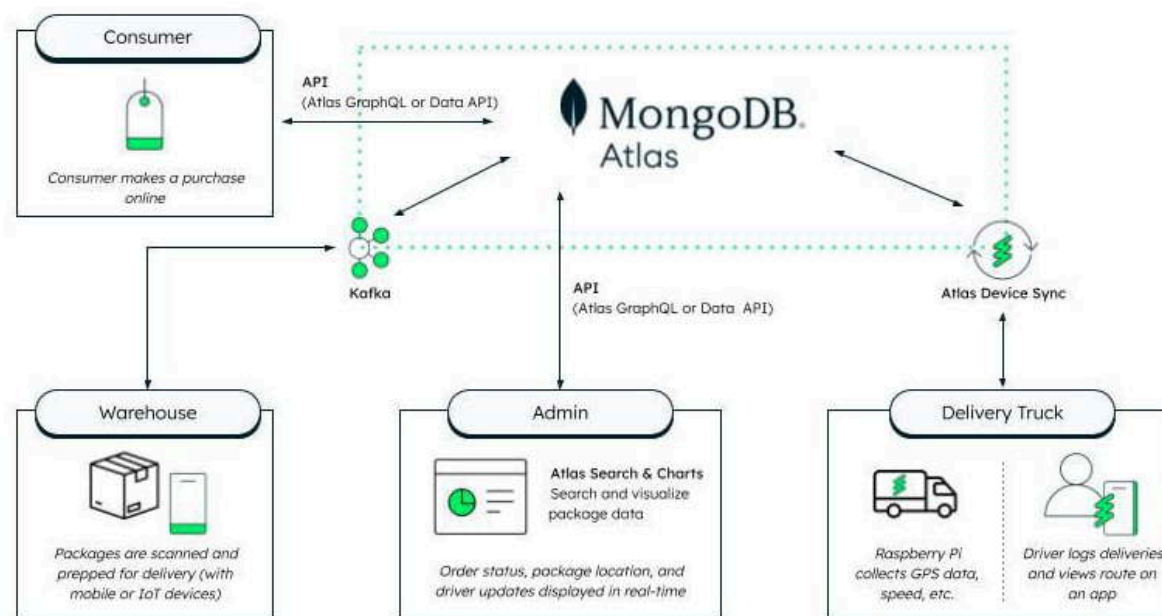 Consumer
Consumer makes a purchase
online
API
(Atlas GraphQL or Data API)
MongoDB.
Atlas
Kafka
API
(Atlas GraphQL or Data API)
Atlas Device Sync
Warehouse
Packages are scanned and
prepped for delivery (with
mobile or IoT devices)
Admin
Atlas Search & Charts
Search and visualize
package data
Order status, package location, and
driver updates displayed in real-time
Delivery Truck
Raspberry Pi
collects GPS data,
speed, etc.
Driver logs deliveries
and views route on
an app